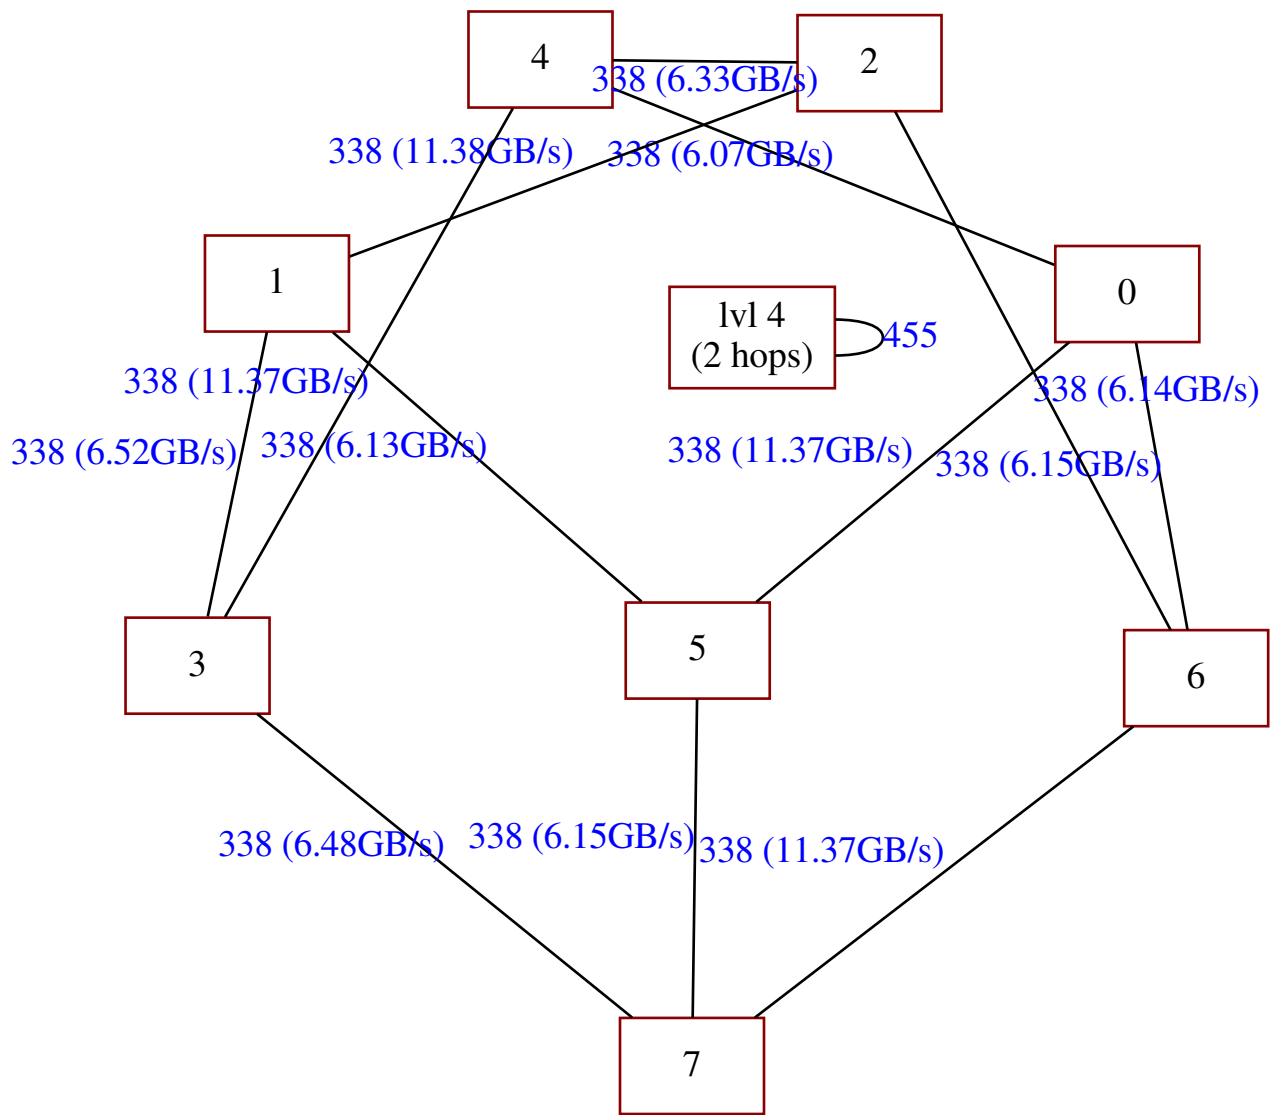 4
2
338 (6.33GB/s)
338 (11.38GB/s)
338 (6.07GB/s)
1
0
lvl 4
(2 hops)
455
338 (11.37GB/s)
338 (6.14GB/s)
338 (6.52GB/s)
338 (6.13GB/s)
338 (11.37GB/s)
338 (6.15GB/s)
3
5
6
338 (6.48GB/s)
338 (6.15GB/s)
338 (11.37GB/s)
7